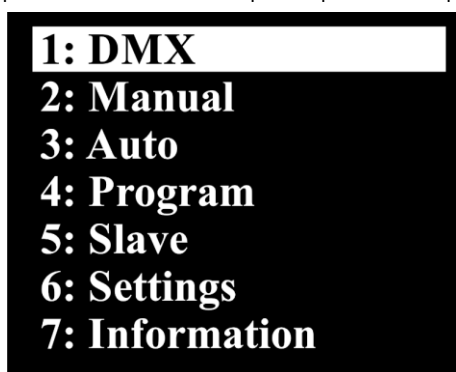 1: DMX
2: Manual
3: Auto
4: Program
5: Slave
6: Settings
7: Information